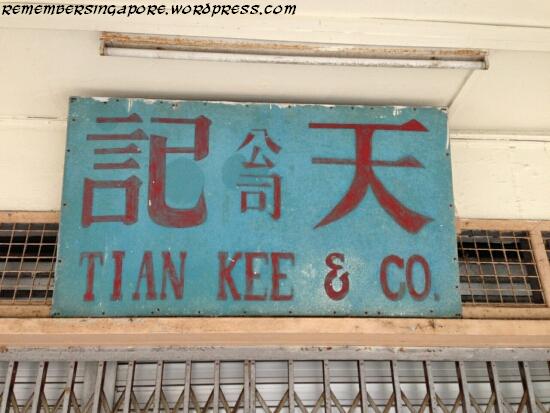 remembersingapore.wordpress.com
天記公司
TIAN KEE & CO.